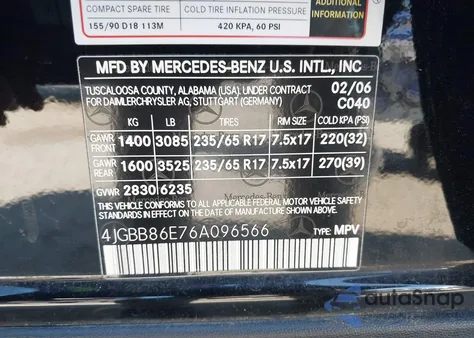 COMPACT SPARE TIRE COLD TIRE INFLATION PRESSURE
155/90 D18 113M 420 KPA, 60 PSI
ADDITIONAL
INFORMATION
MFD BY MERCEDES-BENZ U.S. INTL., INC
TUSCALOOSA COUNTY, ALABAMA (USA), UNDER CONTRACT 02/06
FOR DAIMLERCHRYSLER AG, STUTTGART (GERMANY) C040
KG LB TIRES RIM SIZE COLD KPA (PSI)
GAWR FRONT 1400 3085 235/65 R17 7.5x17 220(32)
GAWR REAR 1600 3525 235/65 R17 7.5x17 270(39)
GVWR 2830 6235
Mercedes-Benz Mercedes-Benz
THIS VEHICLE CONFORMS TO ALL APPLICABLE U.S. FEDERAL MOTOR VEHICLE
SAFETY STANDARDS IN EFFECT ON THE DATE OF MANUFACTURE SHOWN ABOVE.
4JGBB86E76A096566 TYPE: MPV
autoSnap